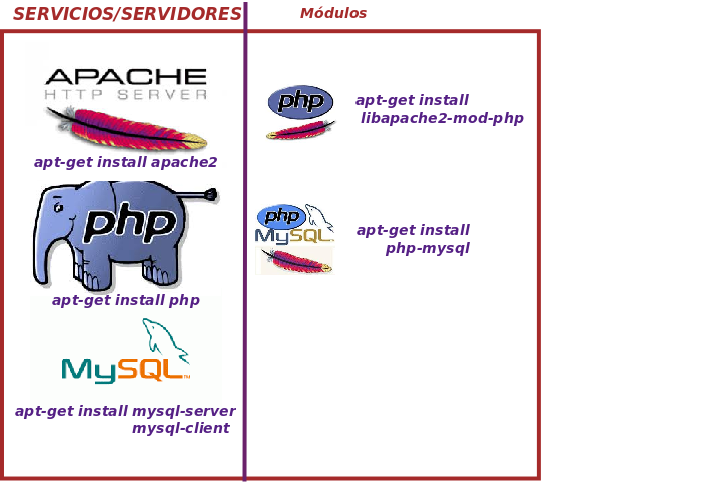 SERVICIOS/SERVIDORES
Módulos
APACHE
HTTP SERVER
apt-get install apache2
php
apt-get install php
MySQL™
apt-get install mysql-server
mysql-client
php
apt-get install
libapache2-mod-php
php
MySQL
apt-get install
php-mysql